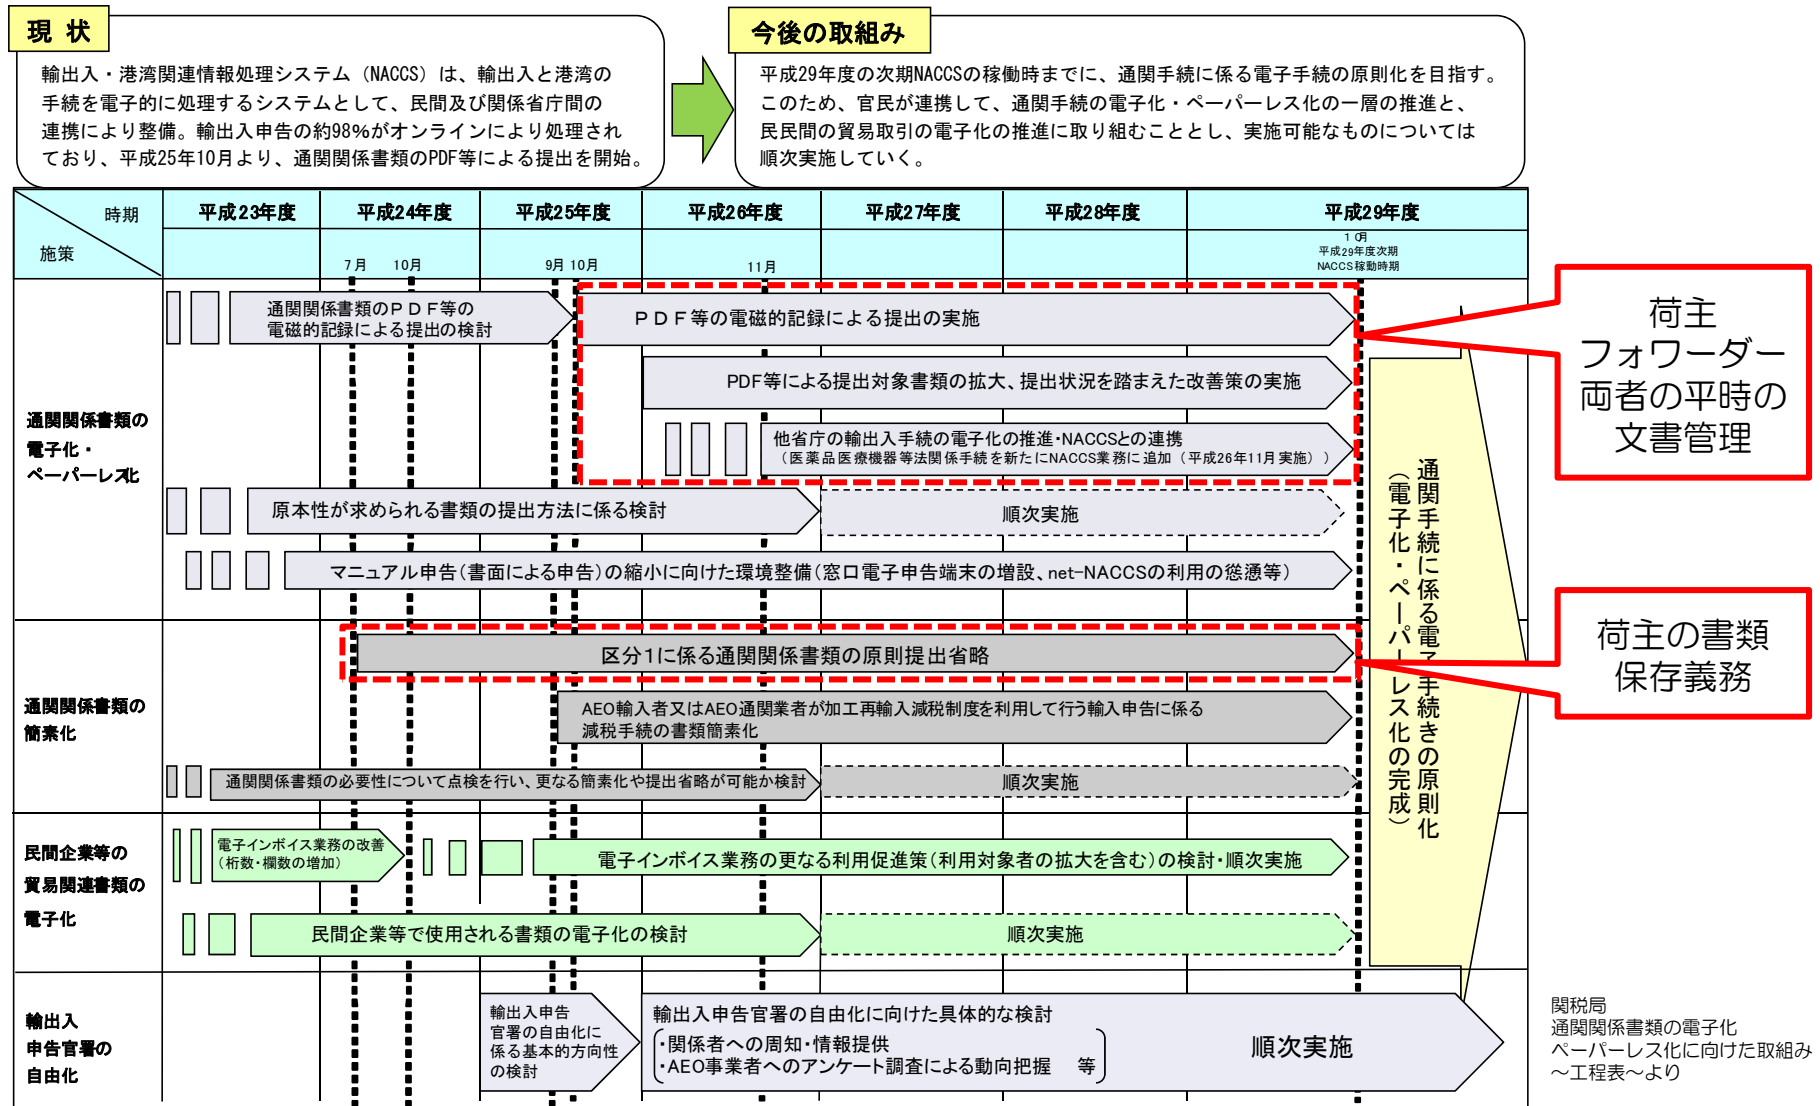 現 状
輸出入・港湾関連情報処理システム（NACCS）は、輸出入と港湾の
手続を電子的に処理するシステムとして、民間及び関係省庁間の
連携により整備。輸出入申告の約98%がオンラインにより処理され
ており、平成25年10月より、通関関係書類のPDF等による提出を開始。
今後の取組み
平成29年度の次期NACCSの稼働時までに、通関手続に係る電子手続の原則化を目指す。
このため、官民が連携して、通関手続の電子化・ペーパーレス化の一層の推進と、
民民間の貿易取引の電子化の推進に取り組むこととし、実施可能なものについては
順次実施していく。
時期
施策
平成23年度
平成24年度
平成25年度
平成26年度
平成27年度
平成28年度
平成29年度
7月
10月
9月
10月
11月
10月
平成29年度次期
NACCS稼働時期
通関関係書類の
電子化・
ペーパーレス化
通関関係書類のＰＤＦ等の
電磁的記録による提出の検討
ＰＤＦ等の電磁的記録による提出の実施
PDF等による提出対象書類の拡大、提出状況を踏まえた改善策の実施
他省庁の輸出入手続の電子化の推進・NACCSとの連携
（医薬品医療機器等法関係手続を新たにNACCS業務に追加（平成26年11月実施））
原本性が求められる書類の提出方法に係る検討
順次実施
マニュアル申告（書面による申告）の縮小に向けた環境整備（窓口電子申告端末の増設、net-NACCSの利用の慫慂等）
通関関係書類の
簡素化
区分1に係る通関関係書類の原則提出省略
AEO輸入者又はAEO通関業者が加工再輸入減税制度を利用して行う輸入申告に係る
減税手続の書類簡素化
通関関係書類の必要性について点検を行い、更なる簡素化や提出省略が可能か検討
順次実施
民間企業等の
貿易関連書類の
電子化
電子インボイス業務の改善
（桁数・欄数の増加）
電子インボイス業務の更なる利用促進策（利用対象者の拡大を含む）の検討・順次実施
民間企業等で使用される書類の電子化の検討
順次実施
輸出入
申告官署の
自由化
輸出入申告
官署の自由化に
係る基本的方向性
の検討
輸出入申告官署の自由化に向けた具体的な検討
・関係者への周知・情報提供
・AEO事業者へのアンケート調査による動向把握 等
順次実施
通関手続に係る電子手続きの原則化
（電子化・ペーパーレス化の完成）
荷主
フォワーダー
両者の平時の
文書管理
荷主の書類
保存義務
関税局
通関関係書類の電子化
ペーパーレス化に向けた取組み
～工程表～より